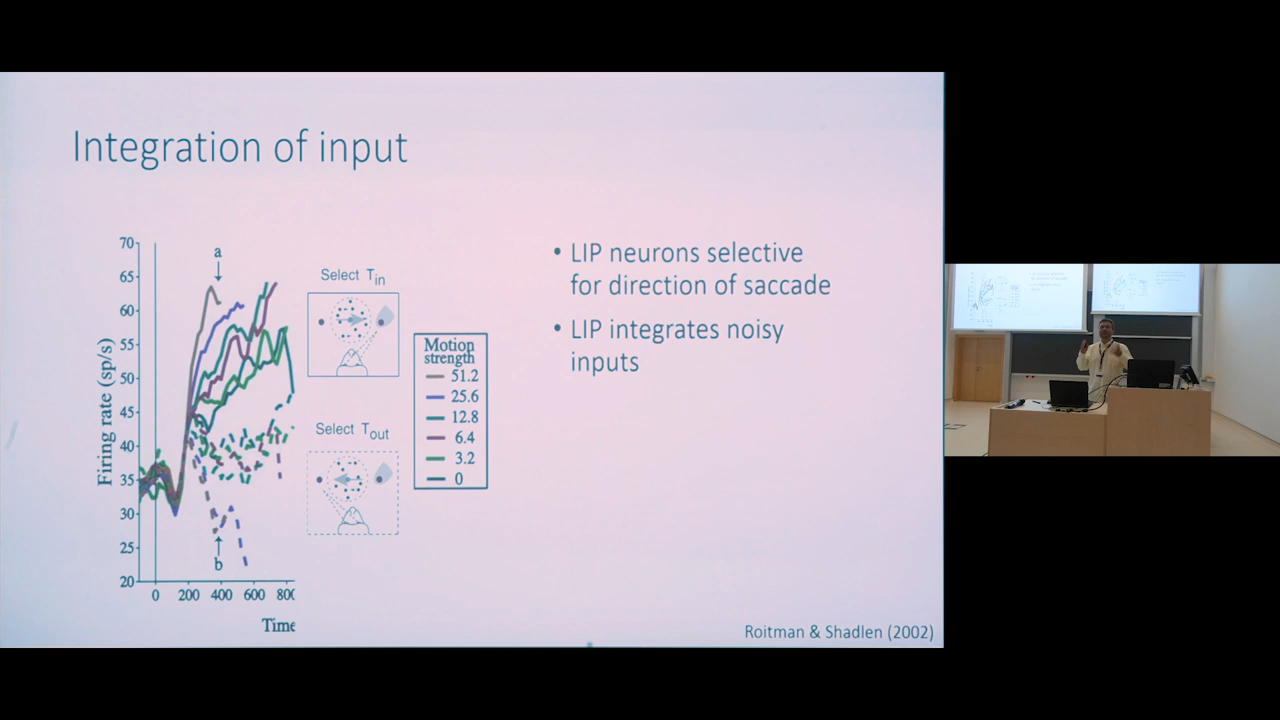 Integration of input
70
65
60
55
50
45
40
35
30
25
20
Firing rate (sp/s)
a
b
0 200 400 600 800
Time
Select Tin
Select Tout
Motion
strength
51.2
25.6
12.8
6.4
3.2
0
• LIP neurons selective
for direction of saccade
• LIP integrates noisy
inputs
Roitman & Shadlen (2002)